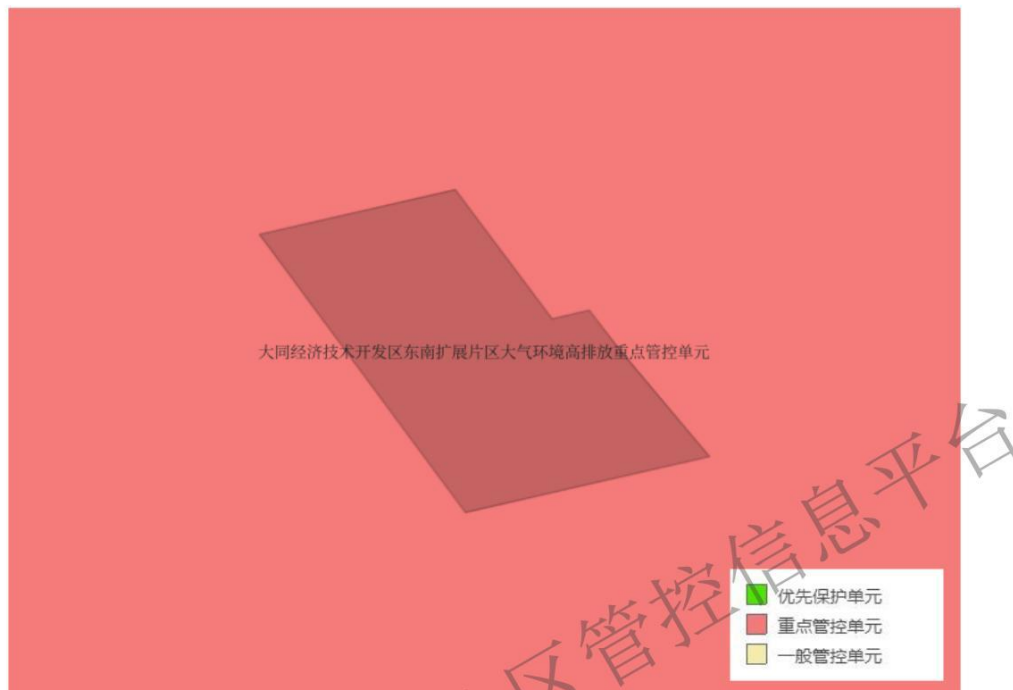 大同经济技术开发区东南扩展片区大气环境高排放重点管控单元
优先保护单元
重点管控单元
一般管控单元
区管控信息平台